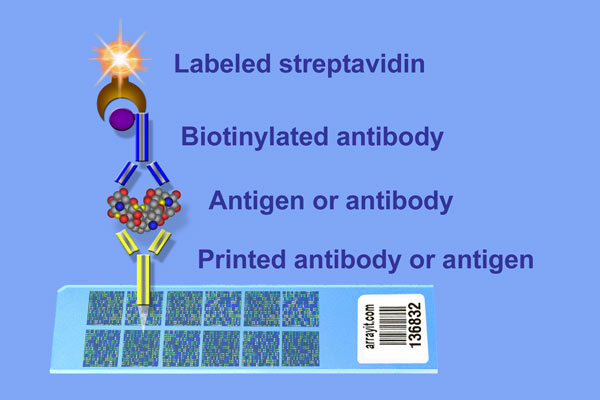 Labeled streptavidin
Biotinylated antibody
Antigen or antibody
Printed antibody or antigen
arrayit.com
136832